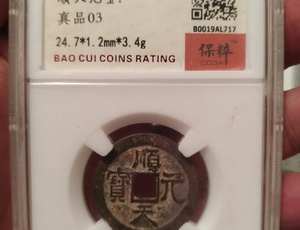 真品03
24.7*1.2mm*3.4g
B0019AL717
保粹
BAO CUI COINS RATING
順
寶 元
天